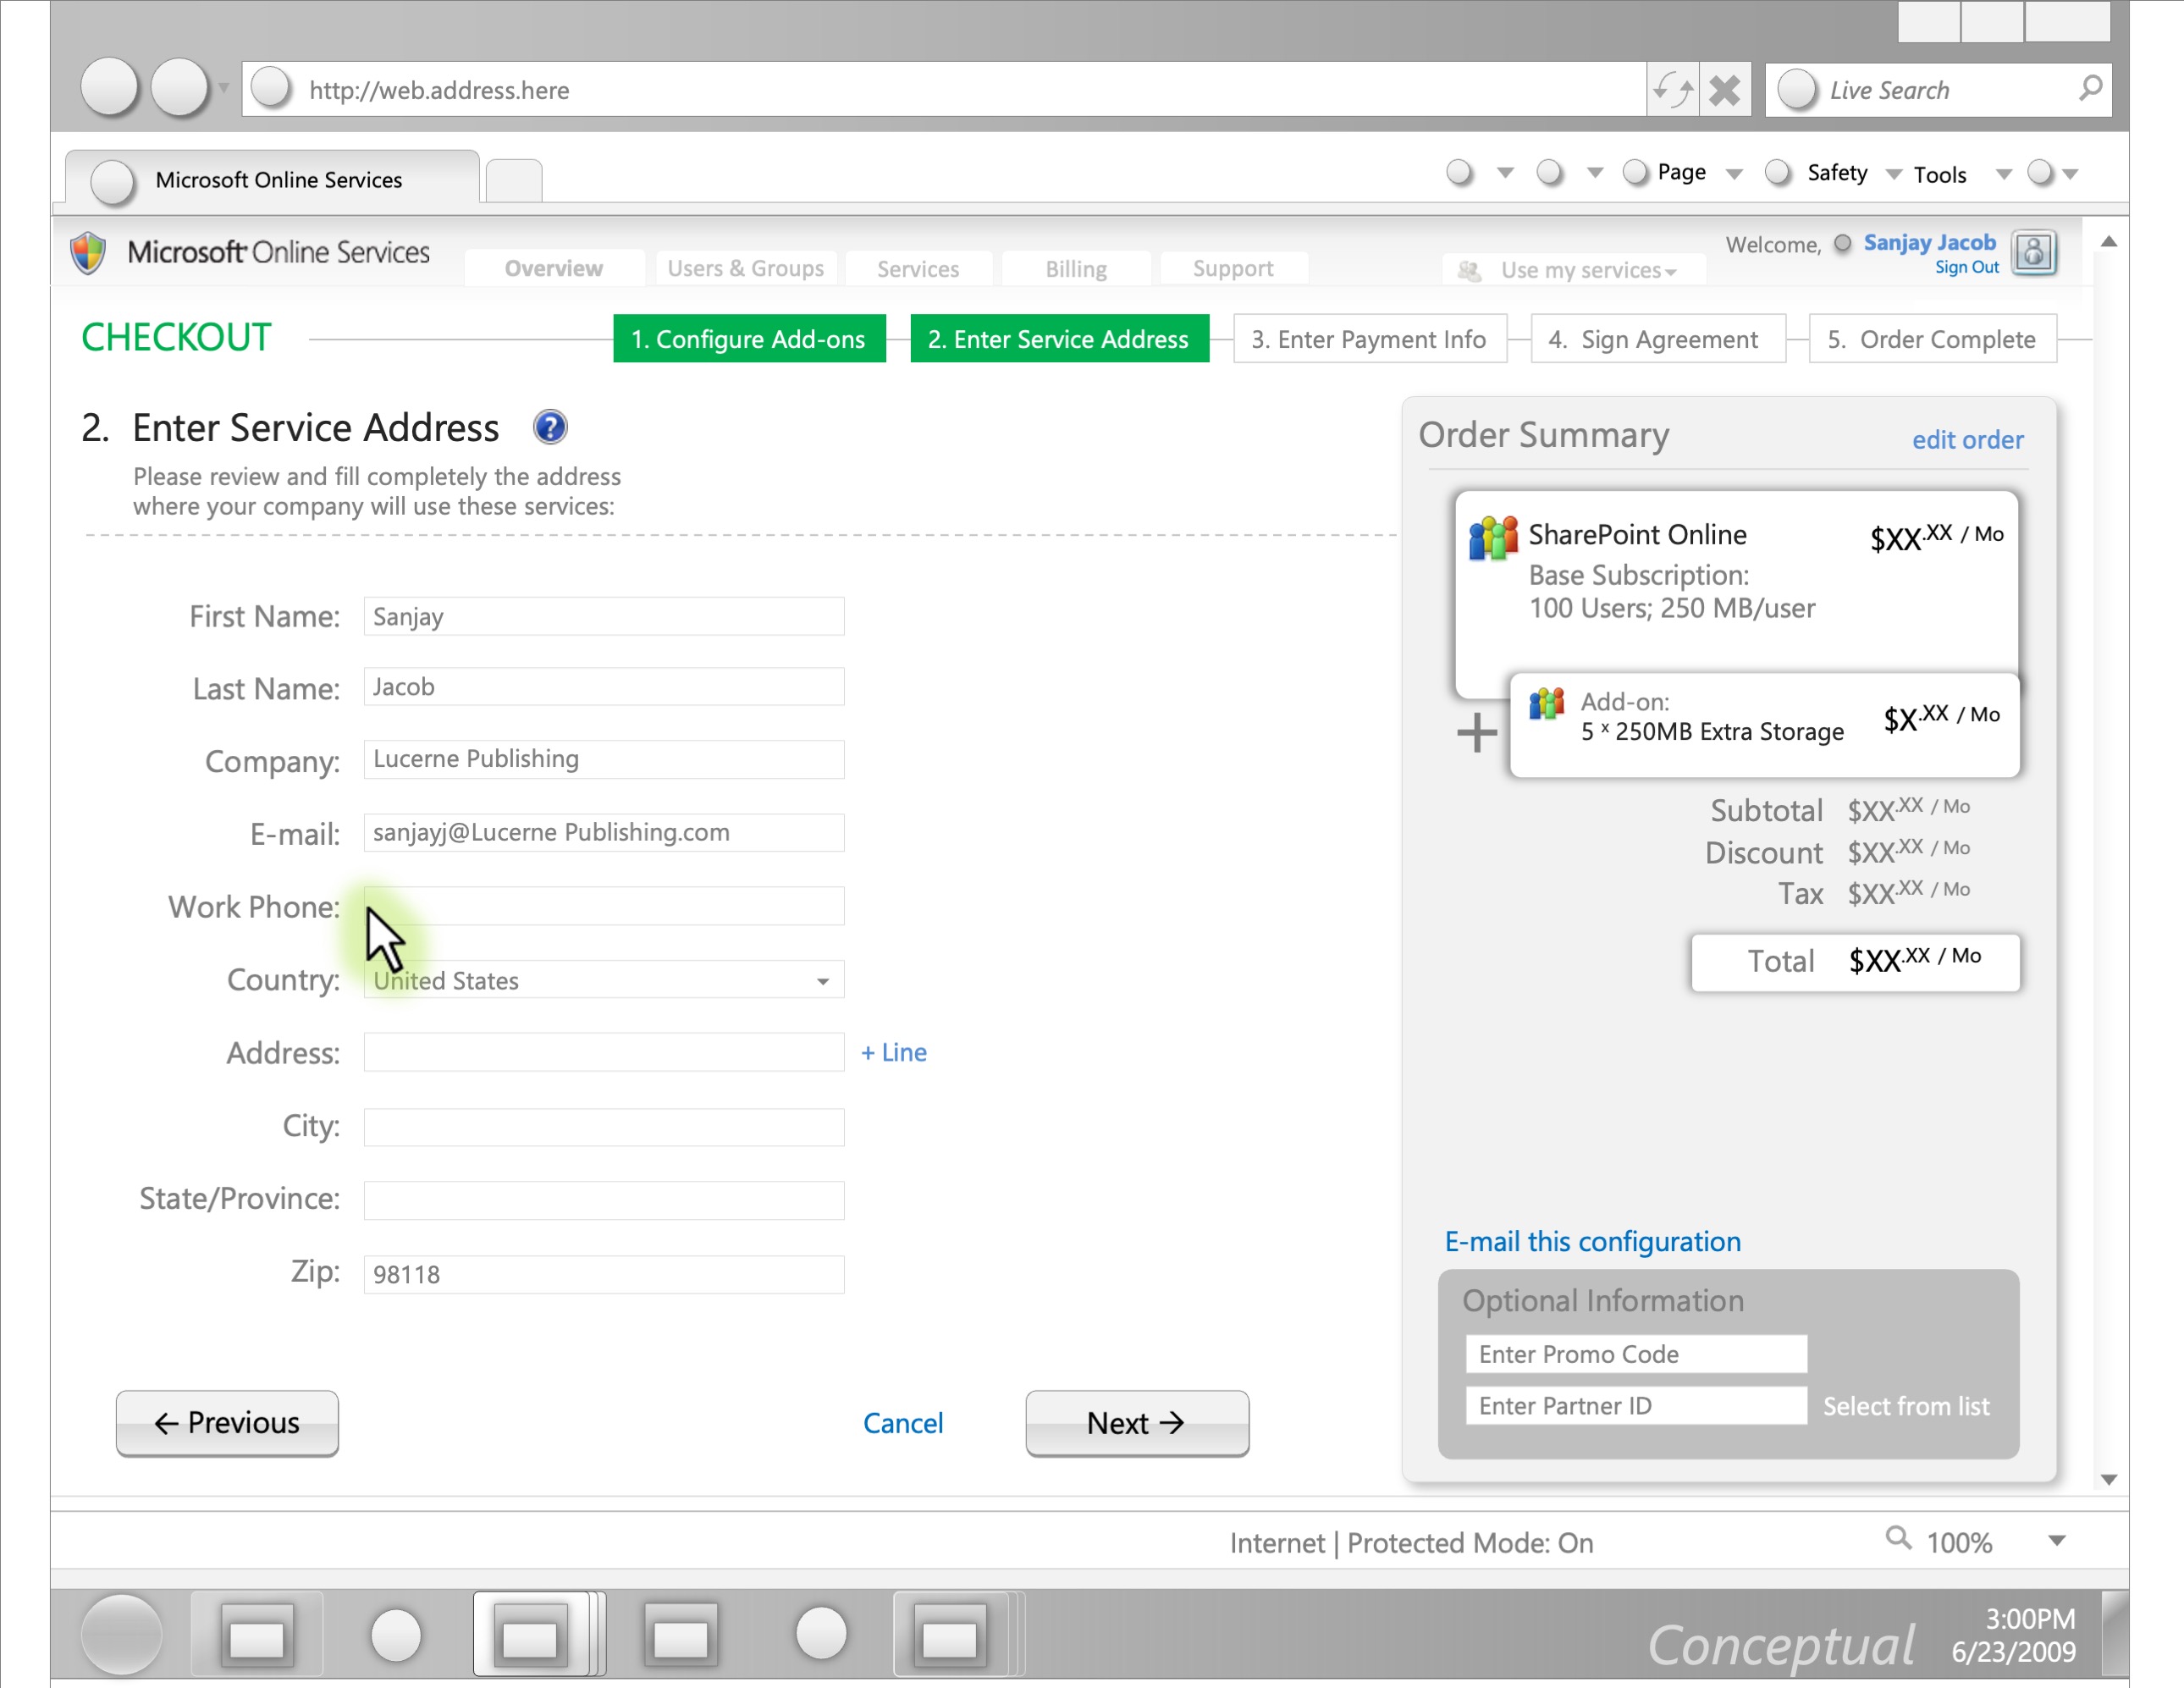 http://web.address.here
Live Search
Microsoft Online Services
Page
Safety
Tools
Microsoft Online Services
Overview
Users & Groups
Services
Billing
Support
Use my services
Welcome, Sanjay Jacob
Sign Out
CHECKOUT
1. Configure Add-ons
2. Enter Service Address
3. Enter Payment Info
4. Sign Agreement
5. Order Complete
2. Enter Service Address ?
Please review and fill completely the address
where your company will use these services:
First Name: Sanjay
Last Name: Jacob
Company: Lucerne Publishing
E-mail: sanjayj@Lucerne Publishing.com
Work Phone:
Country: United States
Address: + Line
City:
State/Province:
Zip: 98118
← Previous
Cancel
Next →
Order Summary
edit order
SharePoint Online $XX.XX / Mo
Base Subscription:
100 Users; 250 MB/user
+
Add-on:
5 x 250MB Extra Storage $X.XX / Mo
Subtotal $XX.XX / Mo
Discount $XX.XX / Mo
Tax $XX.XX / Mo
Total $XX.XX / Mo
E-mail this configuration
Optional Information
Enter Promo Code
Enter Partner ID Select from list
Internet | Protected Mode: On
100%
Conceptual
3:00PM
6/23/2009